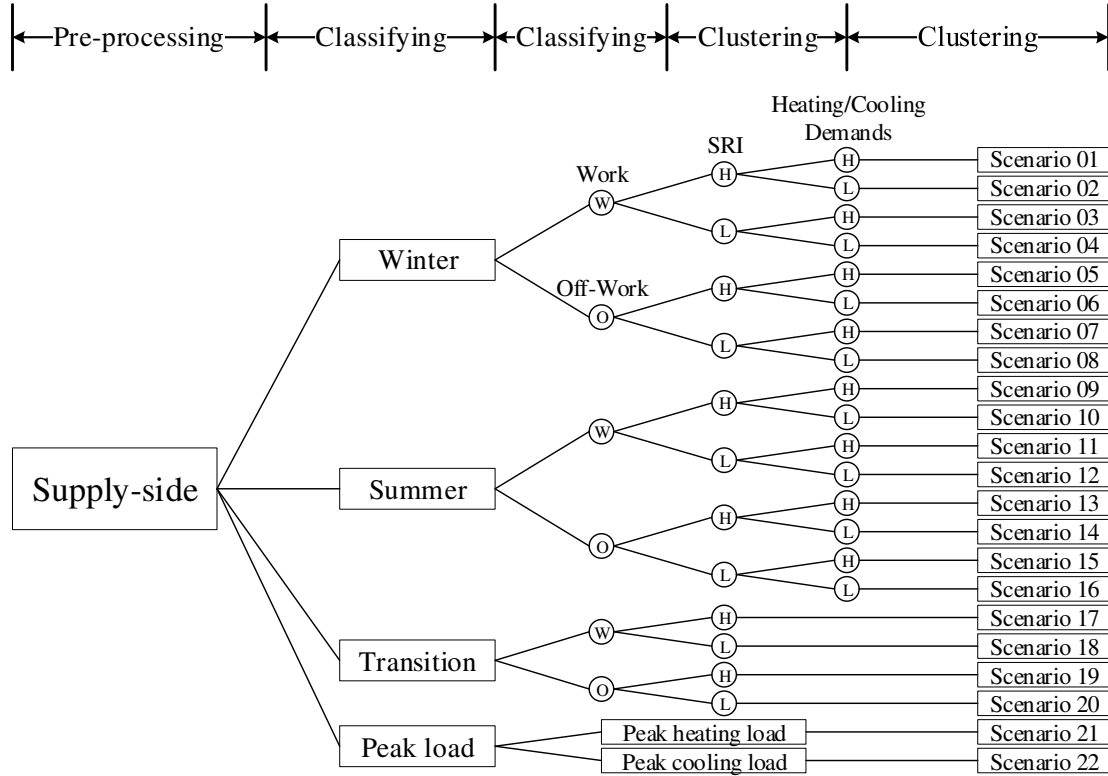 Pre-processing
Classifying
Classifying
Clustering
Clustering
Heating/Cooling
Demands
SRI
Work
Off-Work
Supply-side
Winter
W
H
H
Scenario 01
L
Scenario 02
L
H
Scenario 03
L
Scenario 04
O
H
H
Scenario 05
L
Scenario 06
L
H
Scenario 07
L
Scenario 08
Summer
W
H
H
Scenario 09
L
Scenario 10
L
H
Scenario 11
L
Scenario 12
O
H
H
Scenario 13
L
Scenario 14
L
H
Scenario 15
L
Scenario 16
Transition
W
H
Scenario 17
L
Scenario 18
O
H
Scenario 19
L
Scenario 20
Peak load
Peak heating load
Scenario 21
Peak cooling load
Scenario 22